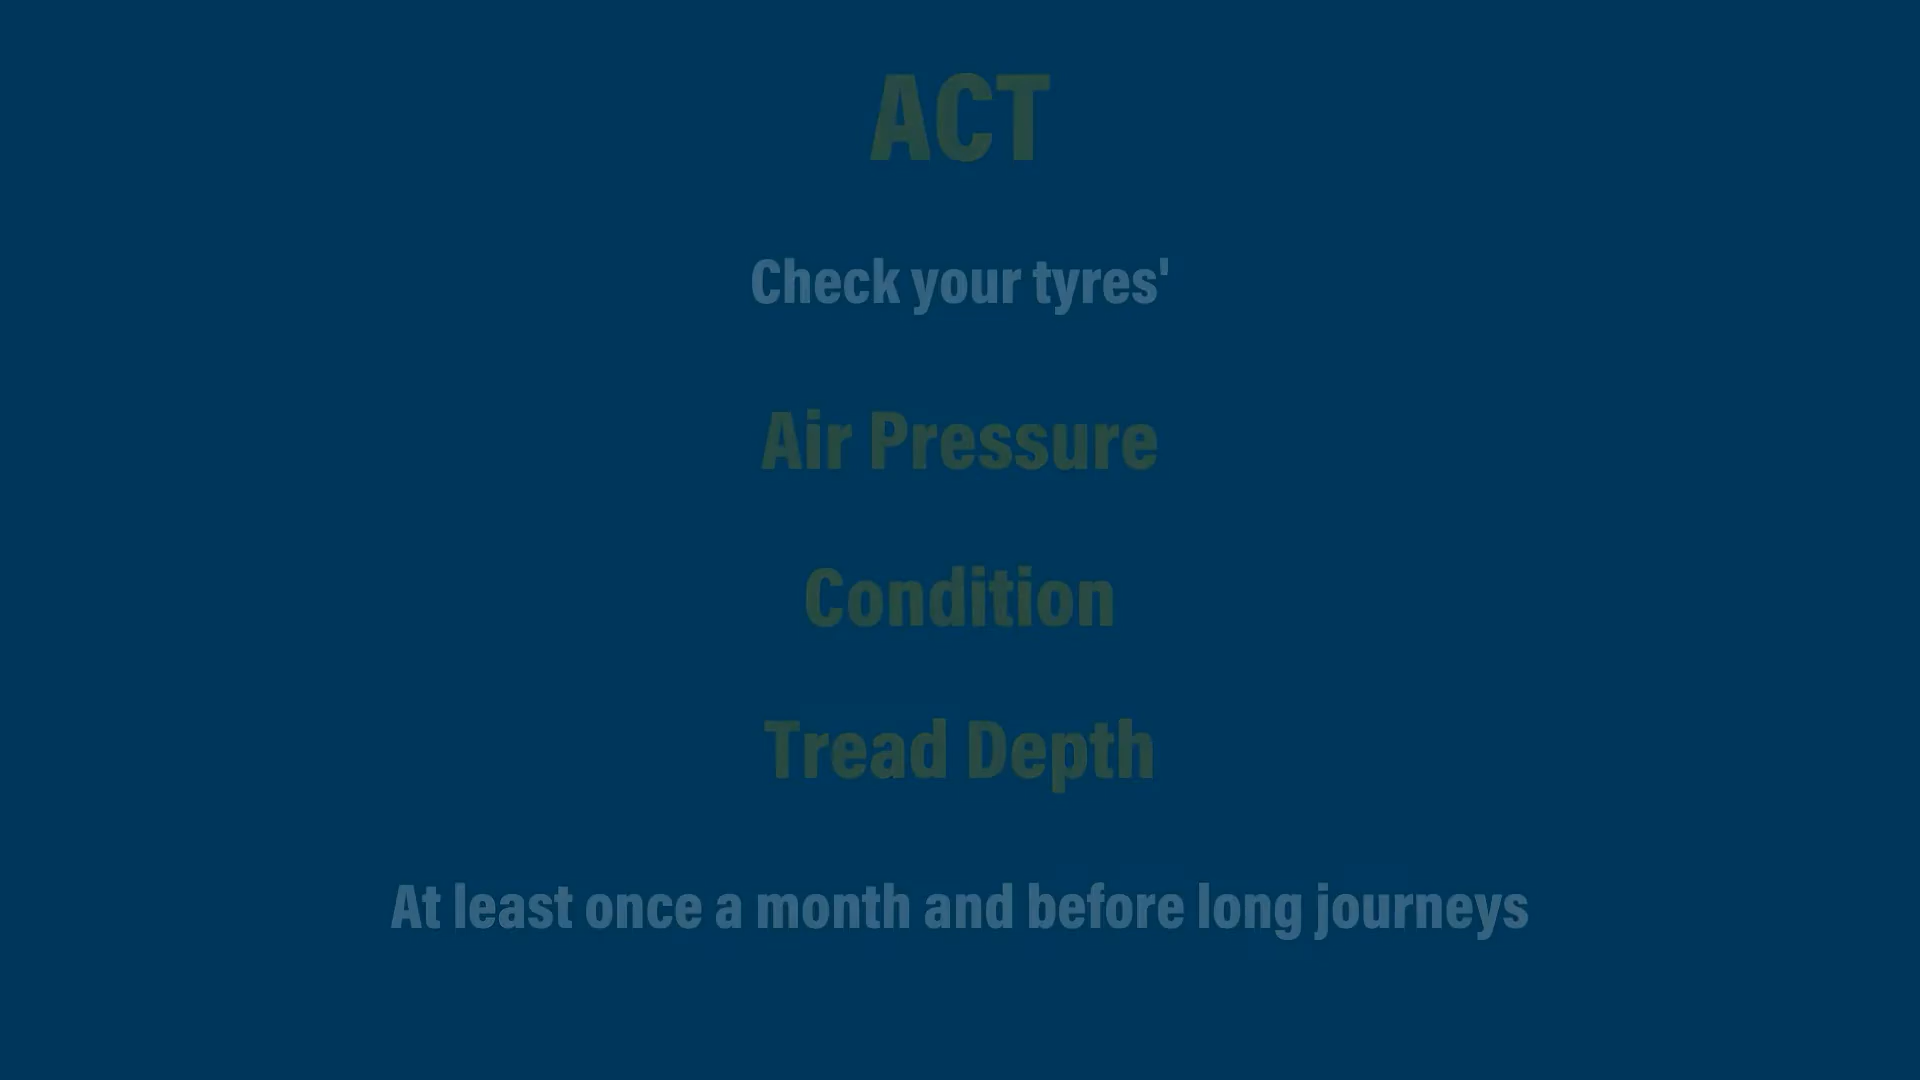 ACT
Check your tyres'
Air Pressure
Condition
Tread Depth
At least once a month and before long journeys